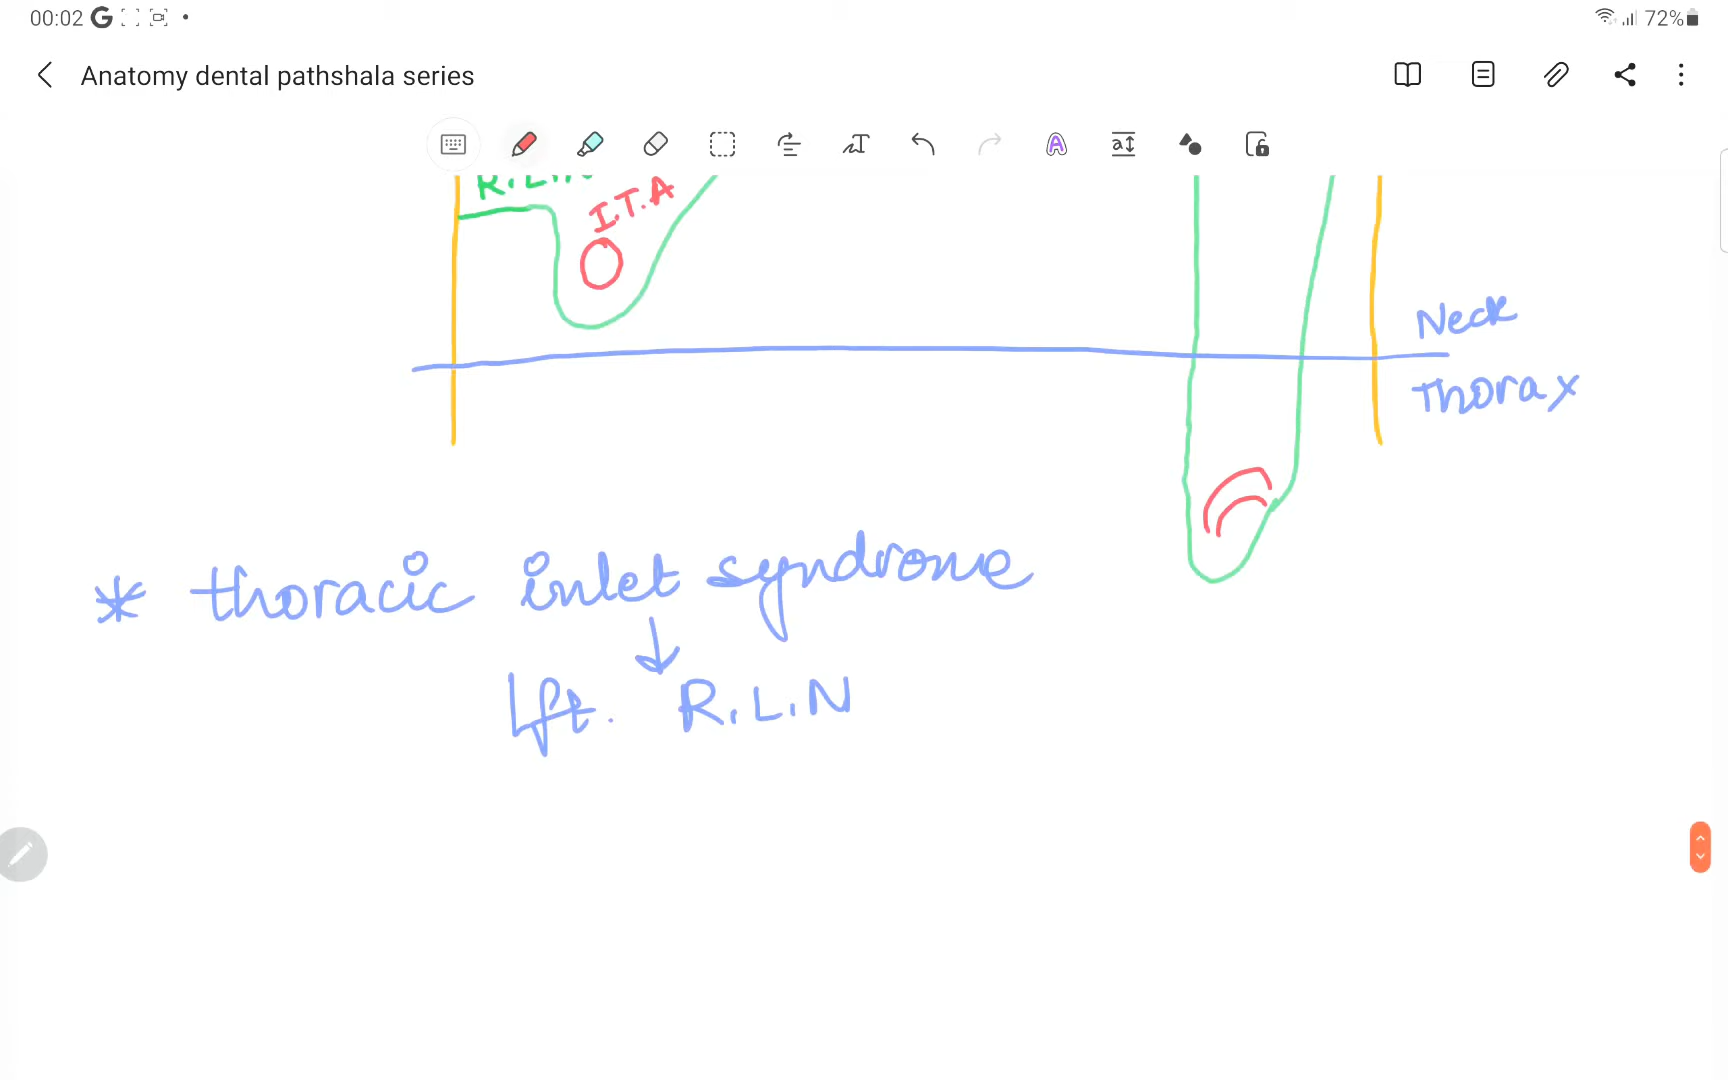 00:02 G 72%
Anatomy dental pathshala series
I.T.A
Neck
Thorax
* thoracic inlet syndrome
↓
lft. R.L.N